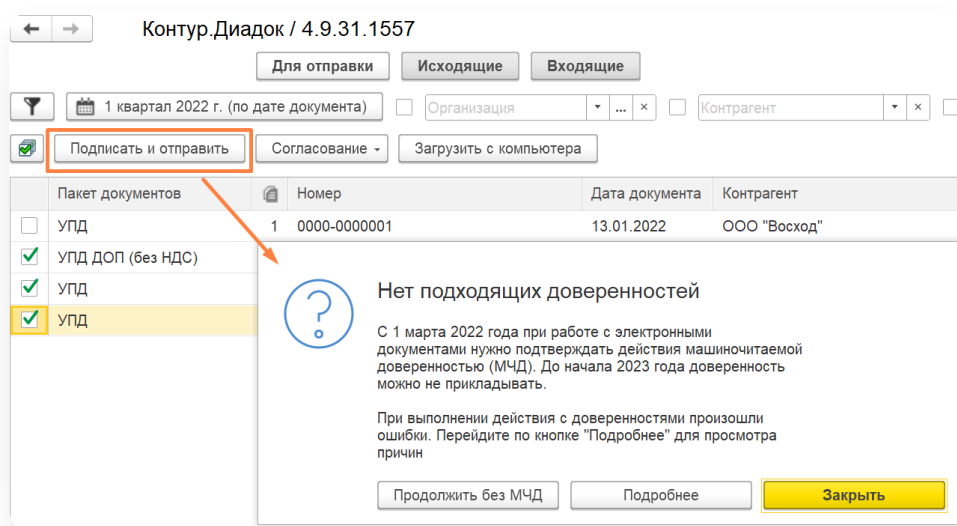 Контур.Диадок / 4.9.31.1557
Для отправки Исходящие Входящие
1 квартал 2022 г. (по дате документа) Организация ... × Контрагент ×
Подписать и отправить Согласование Загрузить с компьютера
Пакет документов Номер Дата документа Контрагент
УПД 1 0000-0000001 13.01.2022 ООО "Восход"
УПД ДОП (без НДС)
УПД
УПД
Нет подходящих доверенностей
С 1 марта 2022 года при работе с электронными
документами нужно подтверждать действия машиночитаемой
доверенностью (МЧД). До начала 2023 года доверенность
можно не прикладывать.
При выполнении действия с доверенностями произошли
ошибки. Перейдите по кнопке "Подробнее" для просмотра
причин
Продолжить без МЧД Подробнее Закрыть